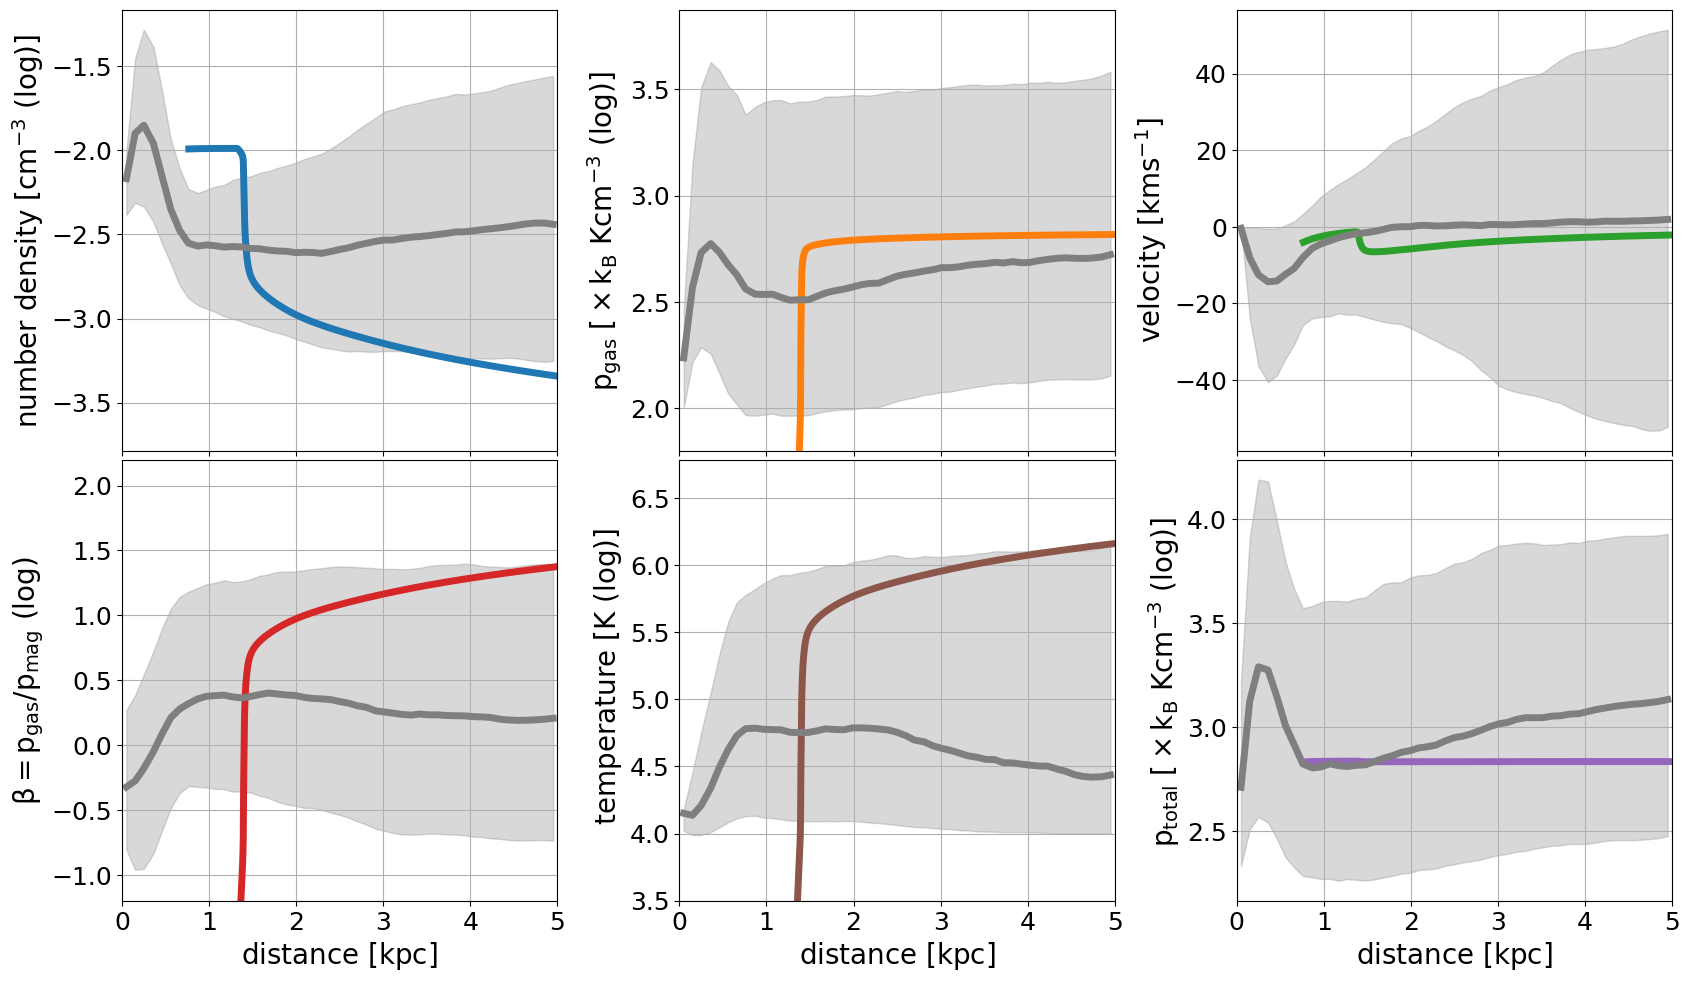 number density [cm⁻³ (log)]
−1.5
−2.0
−2.5
−3.0
−3.5
p_gas [ × k_B Kcm⁻³ (log)]
3.5
3.0
2.5
2.0
velocity [kms⁻¹]
40
20
0
−20
−40
β = p_gas/p_mag (log)
2.0
1.5
1.0
0.5
0.0
−0.5
−1.0
0 1 2 3 4 5
distance [kpc]
temperature [K (log)]
6.5
6.0
5.5
5.0
4.5
4.0
3.5
0 1 2 3 4 5
distance [kpc]
p_total [ × k_B Kcm⁻³ (log)]
4.0
3.5
3.0
2.5
0 1 2 3 4 5
distance [kpc]